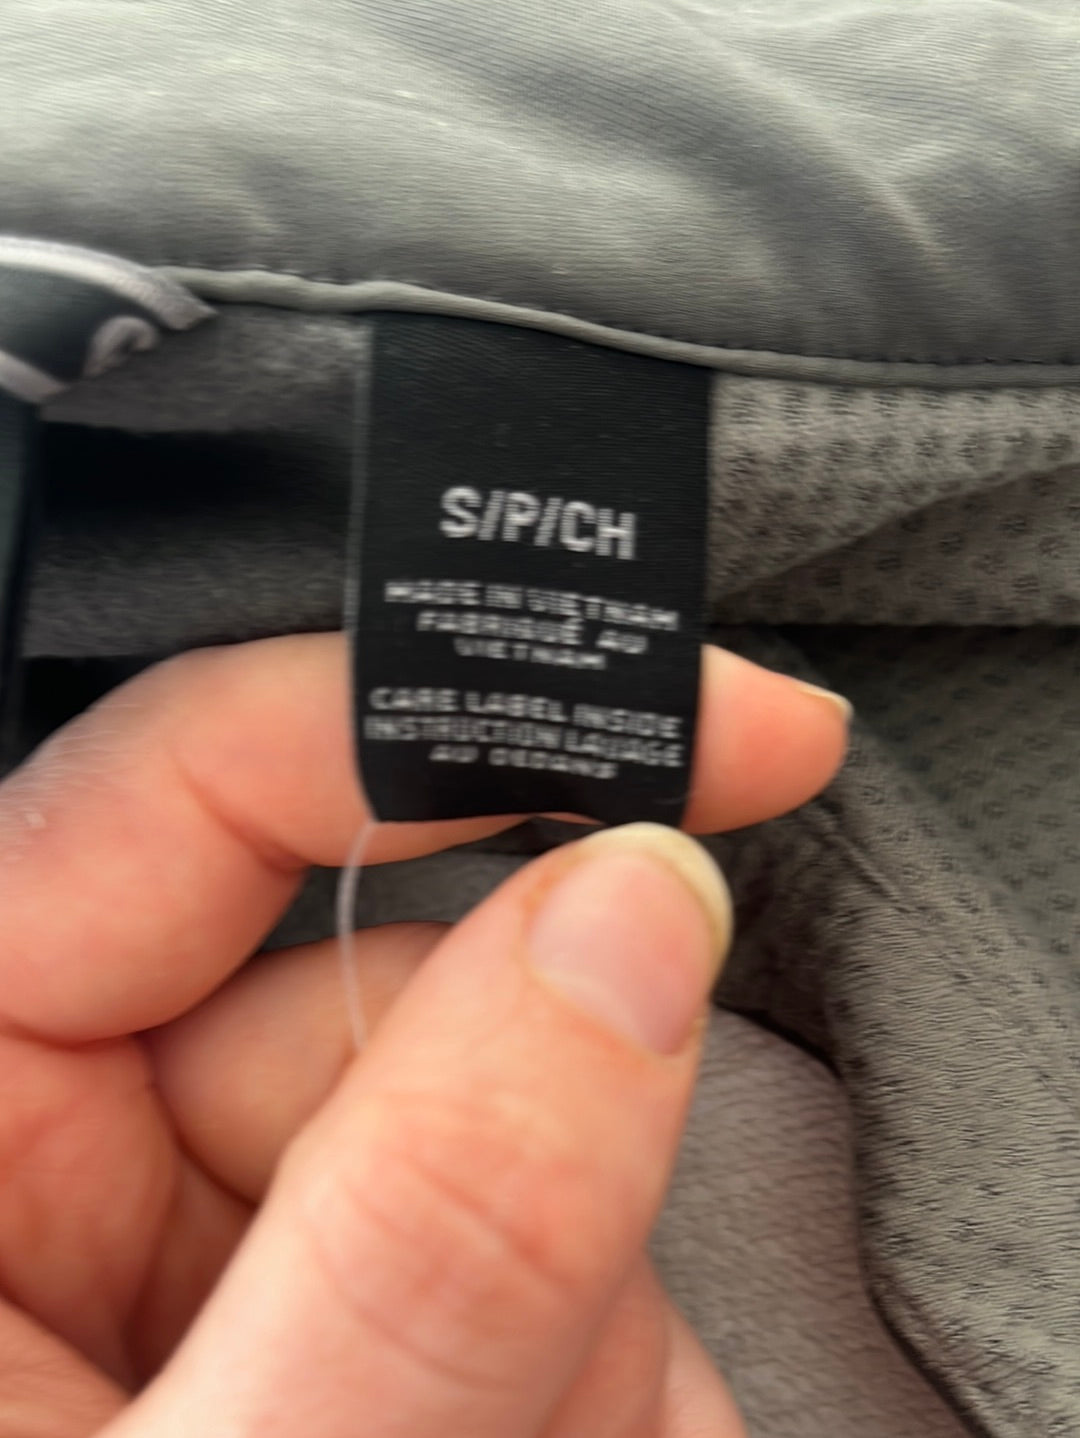 S/P/CH
MADE IN VIETNAM
FABRIQUÉ AU
VIETNAM
CARE LABEL INSIDE
INSTRUCTION LAVAGE
AU DEDANS